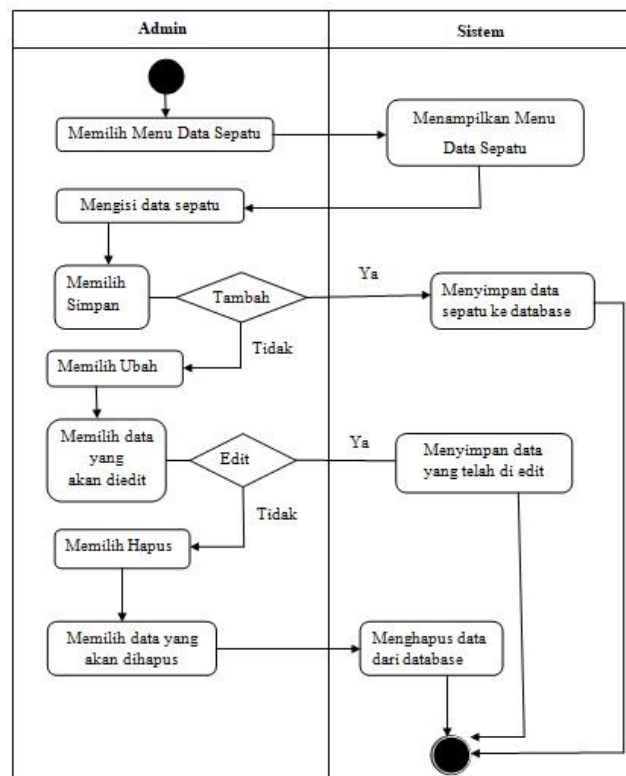 Admin
Sistem
Memilih Menu Data Sepatu
Menampilkan Menu
Data Sepatu
Mengisi data sepatu
Memilih
Simpan
Tambah
Ya
Menyimpan data
sepatu ke database
Tidak
Memilih Ubah
Memilih data
yang
akan diedit
Edit
Ya
Menyimpan data
yang telah di edit
Tidak
Memilih Hapus
Memilih data yang
akan dihapus
Menghapus data
dari database